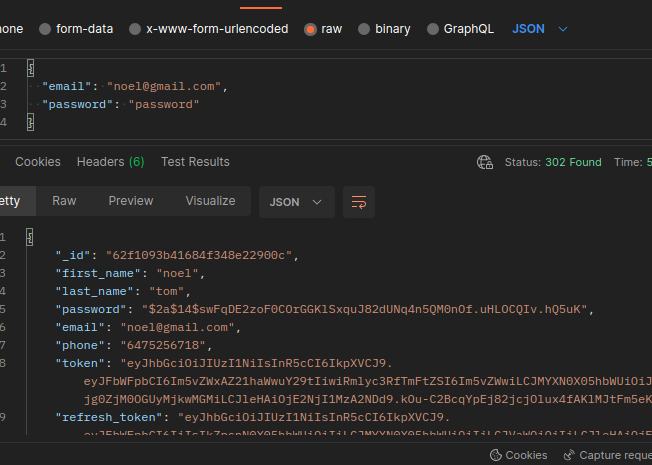 none form-data x-www-form-urlencoded raw binary GraphQL JSON
1 {
2 "email": "noel@gmail.com",
3 "password": "password"
4 }
Cookies Headers (6) Test Results Status: 302 Found Time: 5
etty Raw Preview Visualize JSON
1 {
2 "_id": "62f1093b41684f348e22900c",
3 "first_name": "noel",
4 "last_name": "tom",
5 "password": "$2a$14$swFqDE2zoF0COrGGKlSxquJ82dUNq4n5QM0nOf.uHLOCQIv.hQ5uK",
6 "email": "noel@gmail.com",
7 "phone": "6475256718",
8 "token": "eyJhbGciOiJIUzI1NiIsInR5cCI6IkpXVCJ9.
eyJFbWFpbCI6Im5vZWxAZ21haWwuY29tIiwiRmlyc3RfTmFtZSI6Im5vZWwiLCJMYXN0X05hbWUiOiJ
jg0ZjM0OGUyMjkwMGMiLCJleHAiOjE2NjI1MzA2NDd9.kOu-C2BcqYpEj82jcjOlux4fAKlMJtFm5eK
9 "refresh_token": "eyJhbGciOiJIUzI1NiIsInR5cCI6IkpXVCJ9.
Cookies Capture reque